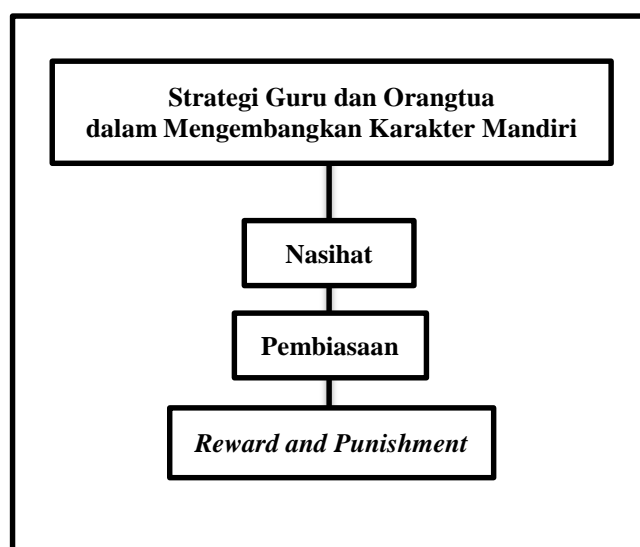 Strategi Guru dan Orangtua
dalam Mengembangkan Karakter Mandiri
Nasihat
Pembiasaan
Reward and Punishment